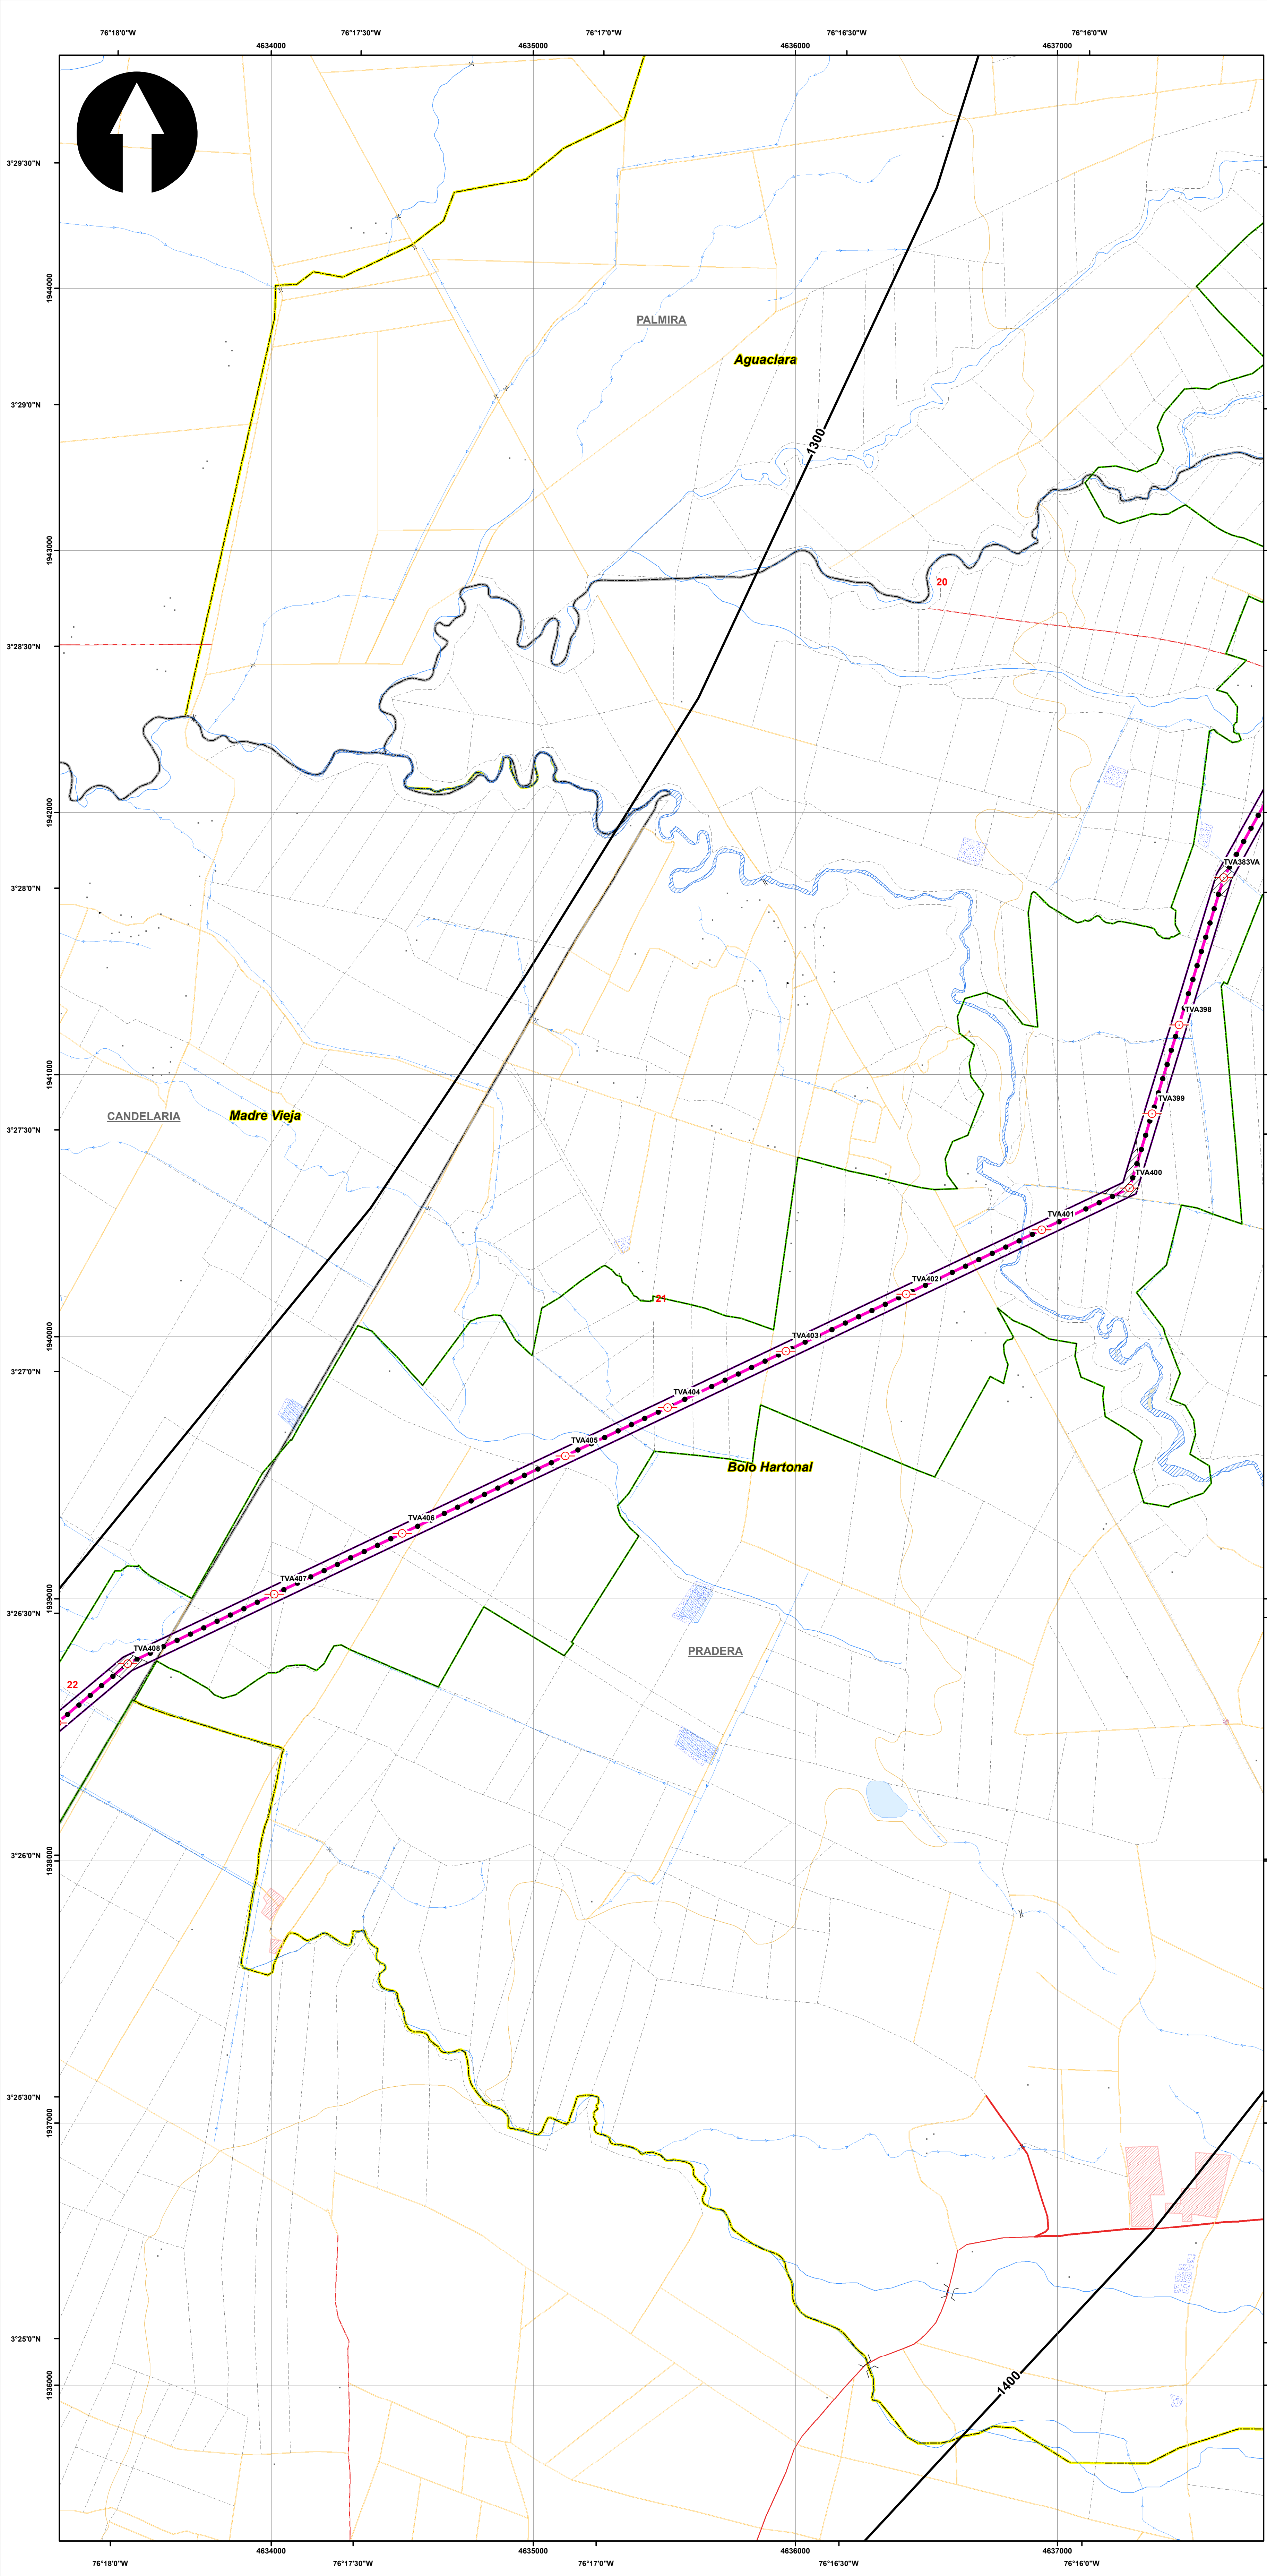 76°18'0"W
76°17'30"W
76°17'0"W
76°16'30"W
76°16'0"W
4634000
4635000
4636000
4637000
3°29'30"N
1944000
PALMIRA
Aguaclara
3°29'0"N
1300
1943000
20
3°28'30"N
1942000
TVA383VA
3°28'0"N
TVA398
1941000
TVA399
CANDELARIA
Madre Vieja
3°27'30"N
TVA400
TVA401
TVA402
21
1940000
TVA403
3°27'0"N
TVA404
TVA405
Bolo Hartonal
TVA406
TVA407
1939000
3°26'30"N
TVA408
PRADERA
22
3°26'0"N
1938000
3°25'30"N
1937000
3°25'0"N
1936000
1400
4634000
4635000
4636000
4637000
76°18'0"W
76°17'30"W
76°17'0"W
76°16'30"W
76°16'0"W